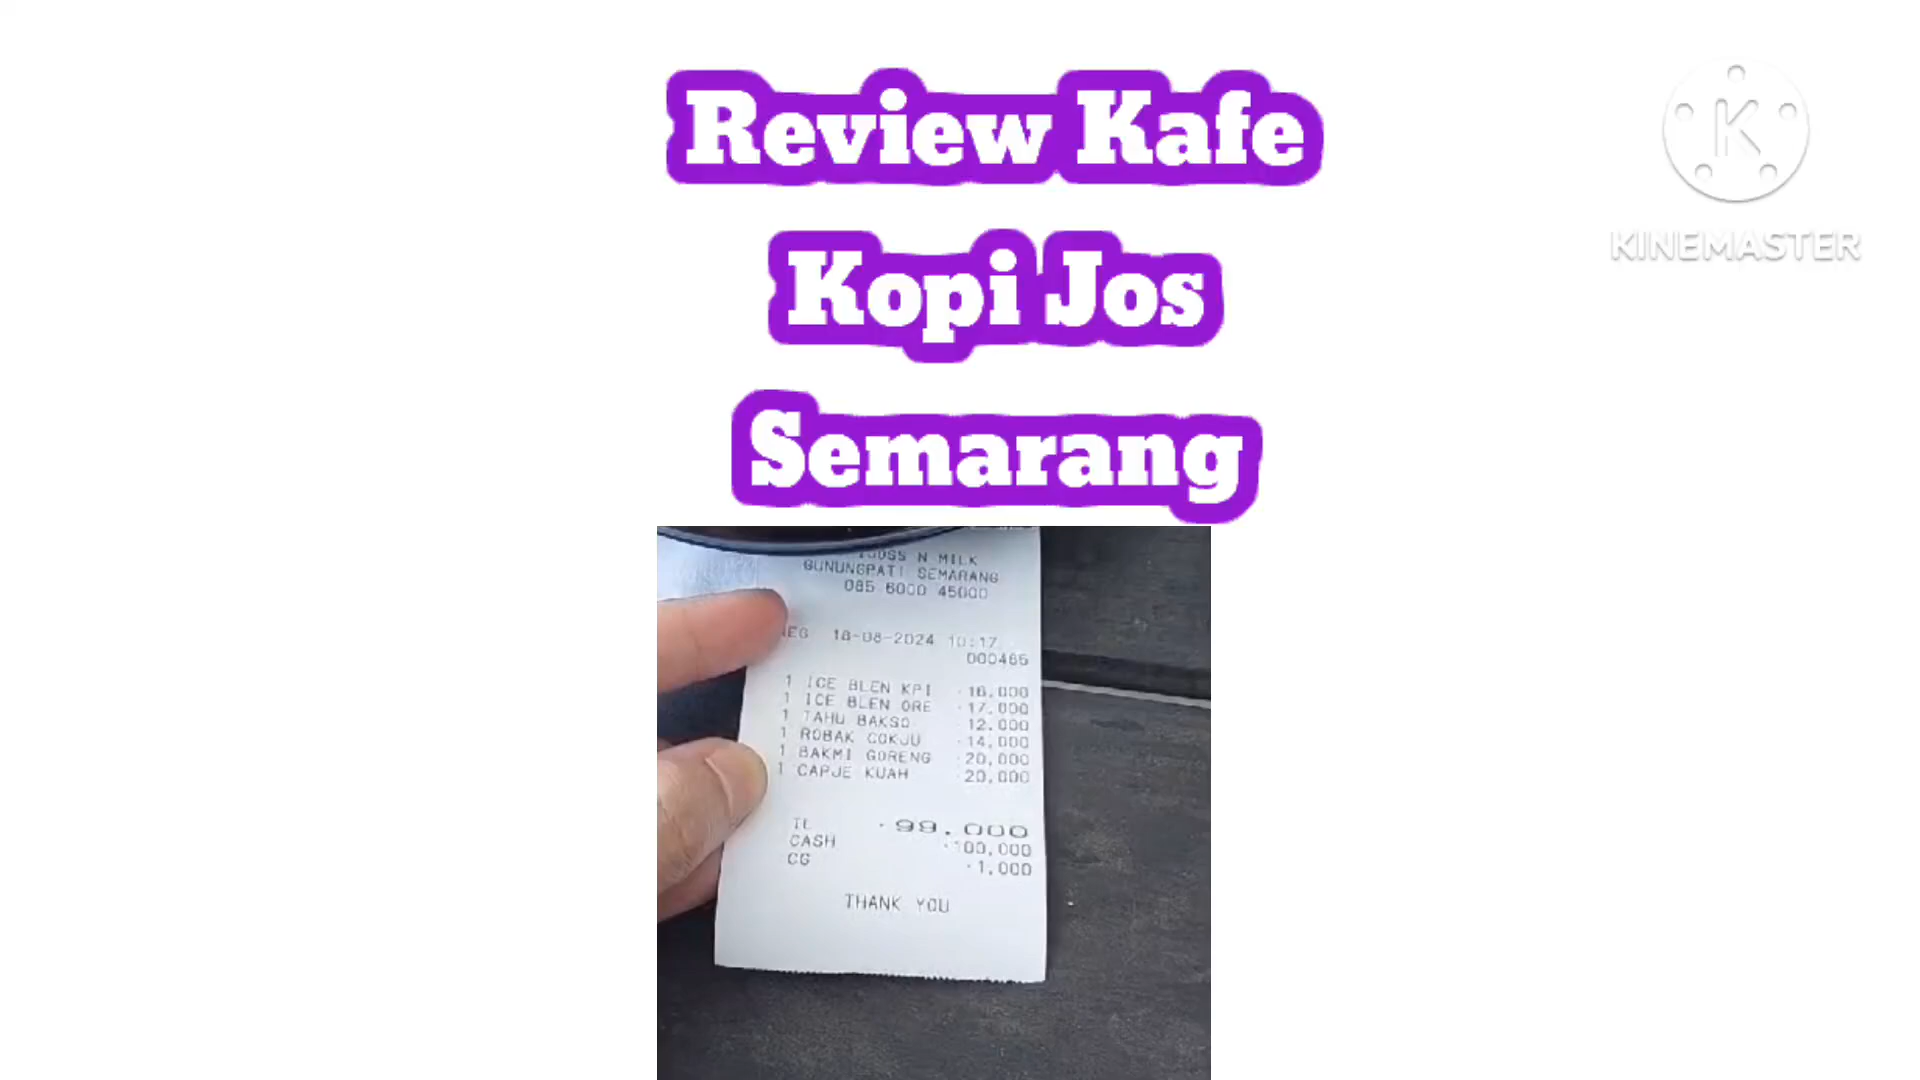 Review Kafe
Kopi Jos
Semarang
KINEMASTER
N MILK
GUNUNGPATI SEMARANG
085 6000 45000
18-08-2024 10:17
000465
1 ICE BLEN KPI 16,000
1 ICE BLEN ORE 17,000
1 TAHU BAKSO 12,000
1 ROBAK COKJU 14,000
1 BAKMI GORENG 20,000
1 CAPJE KUAH 20,000
TL 99.000
CASH 100,000
CG 1,000
THANK YOU